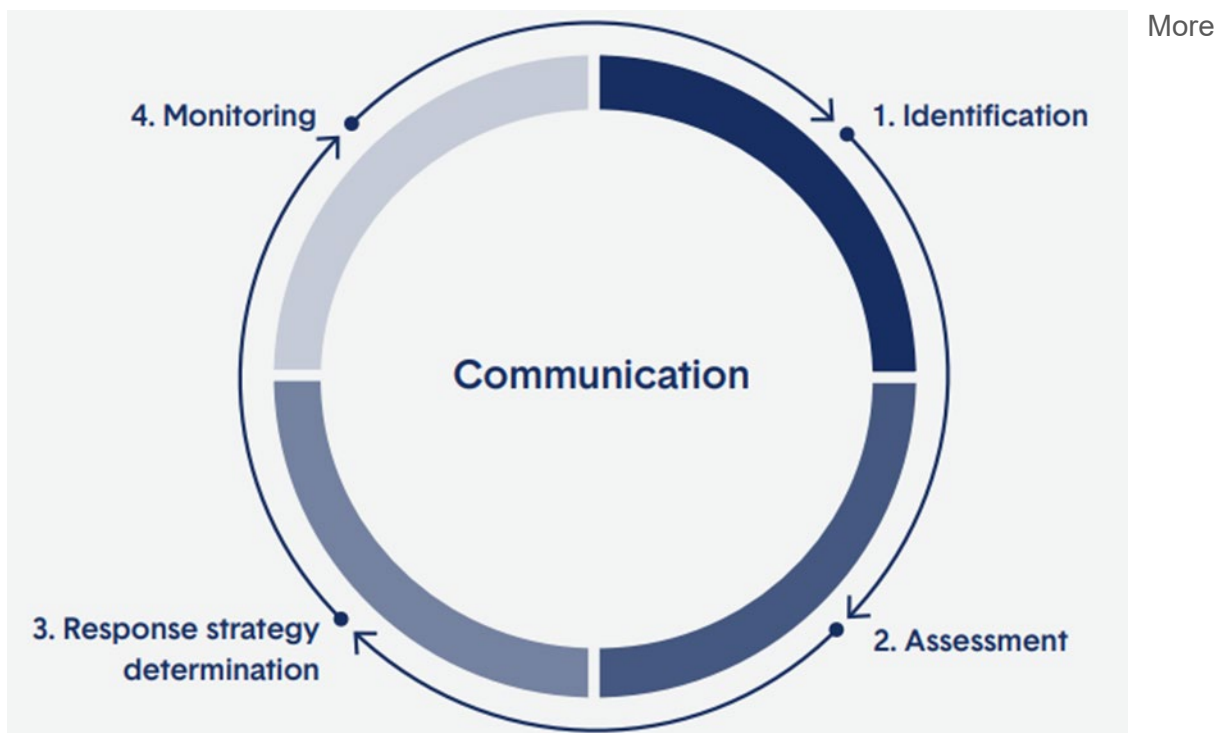 More
4. Monitoring
1. Identification
Communication
3. Response strategy
determination
2. Assessment